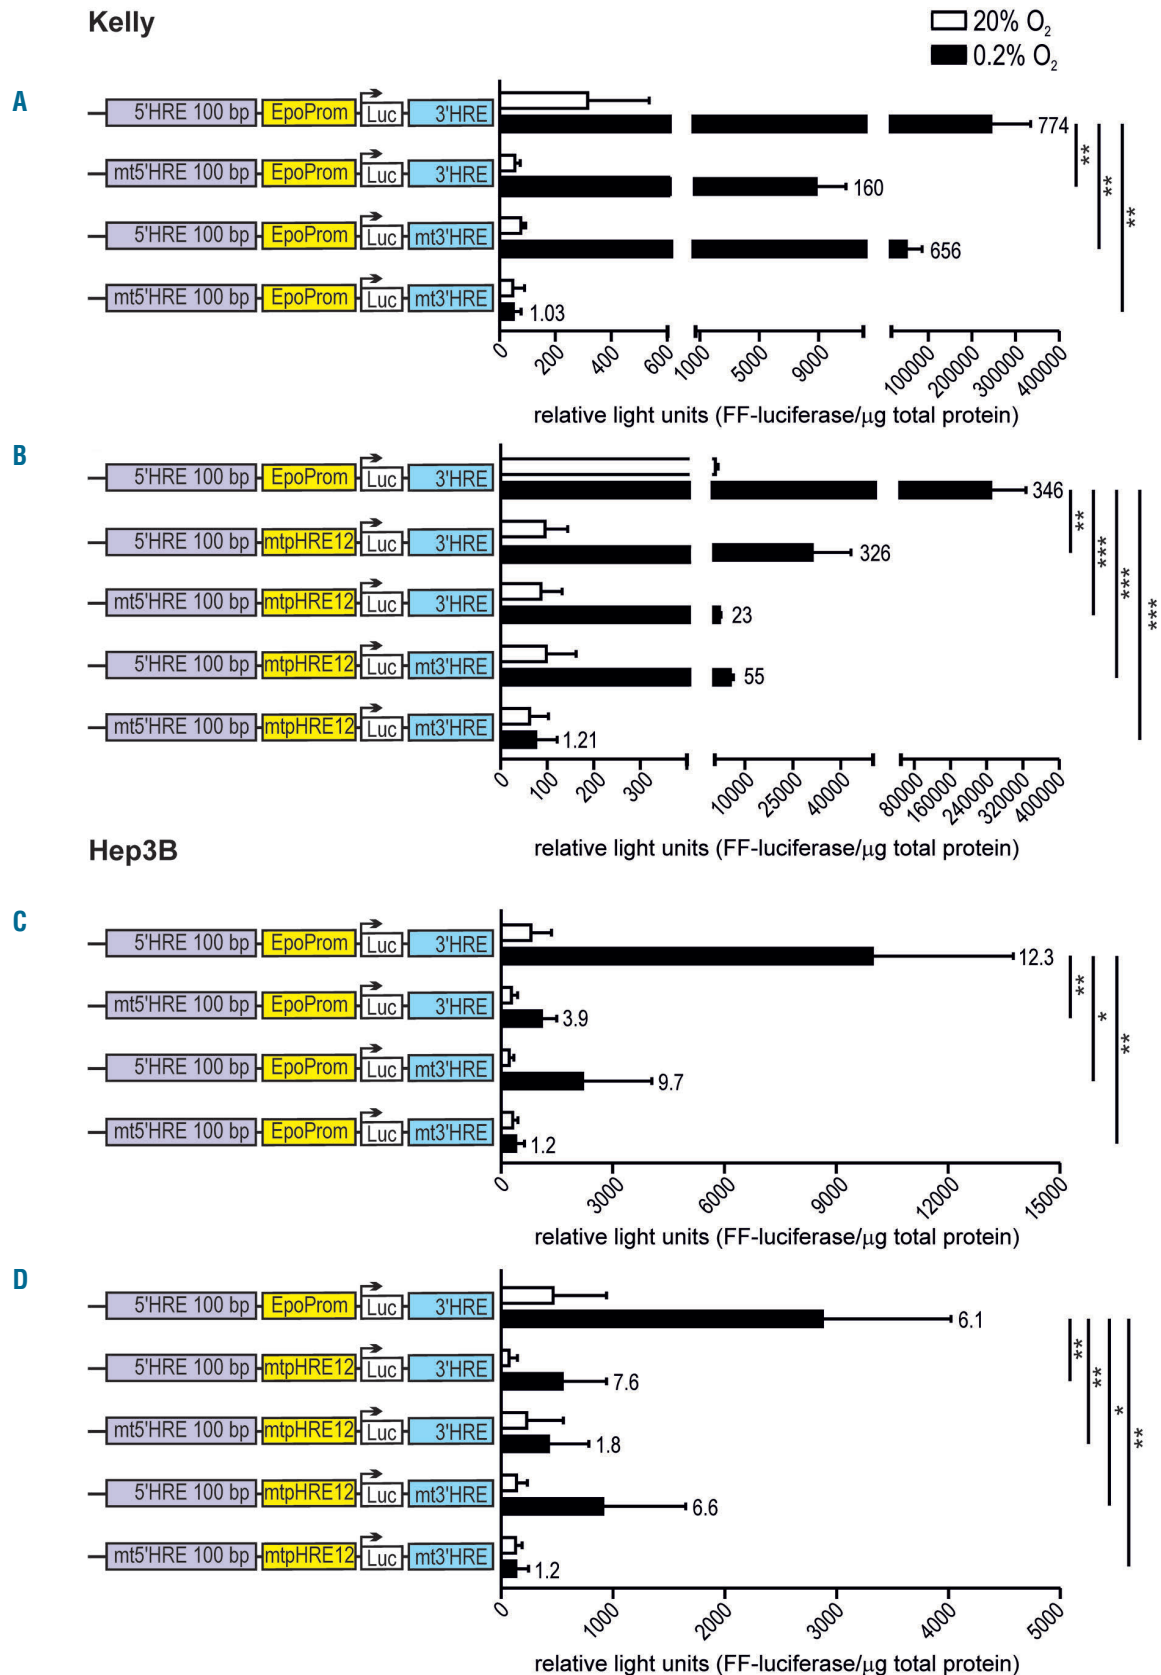 Kelly
20% O₂
0.2% O₂
A
5'HRE 100 bp EpoProm Luc 3'HRE 774
mt5'HRE 100 bp EpoProm Luc 3'HRE 160
5'HRE 100 bp EpoProm Luc mt3'HRE 656
mt5'HRE 100 bp EpoProm Luc mt3'HRE 1.03
** ** **
0 200 400 600 1000 5000 9000 100000 200000 300000 400000
relative light units (FF-luciferase/µg total protein)
B
5'HRE 100 bp EpoProm Luc 3'HRE 346
5'HRE 100 bp mtpHRE12 Luc 3'HRE 326
mt5'HRE 100 bp mtpHRE12 Luc 3'HRE 23
5'HRE 100 bp mtpHRE12 Luc mt3'HRE 55
mt5'HRE 100 bp mtpHRE12 Luc mt3'HRE 1.21
** *** *** ***
0 100 200 300 10000 25000 40000 80000 160000 240000 320000 400000
relative light units (FF-luciferase/µg total protein)
Hep3B
C
5'HRE 100 bp EpoProm Luc 3'HRE 12.3
mt5'HRE 100 bp EpoProm Luc 3'HRE 3.9
5'HRE 100 bp EpoProm Luc mt3'HRE 9.7
mt5'HRE 100 bp EpoProm Luc mt3'HRE 1.2
** * **
0 3000 6000 9000 12000 15000
relative light units (FF-luciferase/µg total protein)
D
5'HRE 100 bp EpoProm Luc 3'HRE 6.1
5'HRE 100 bp mtpHRE12 Luc 3'HRE 7.6
mt5'HRE 100 bp mtpHRE12 Luc 3'HRE 1.8
5'HRE 100 bp mtpHRE12 Luc mt3'HRE 6.6
mt5'HRE 100 bp mtpHRE12 Luc mt3'HRE 1.2
** ** * **
0 1000 2000 3000 4000 5000
relative light units (FF-luciferase/µg total protein)